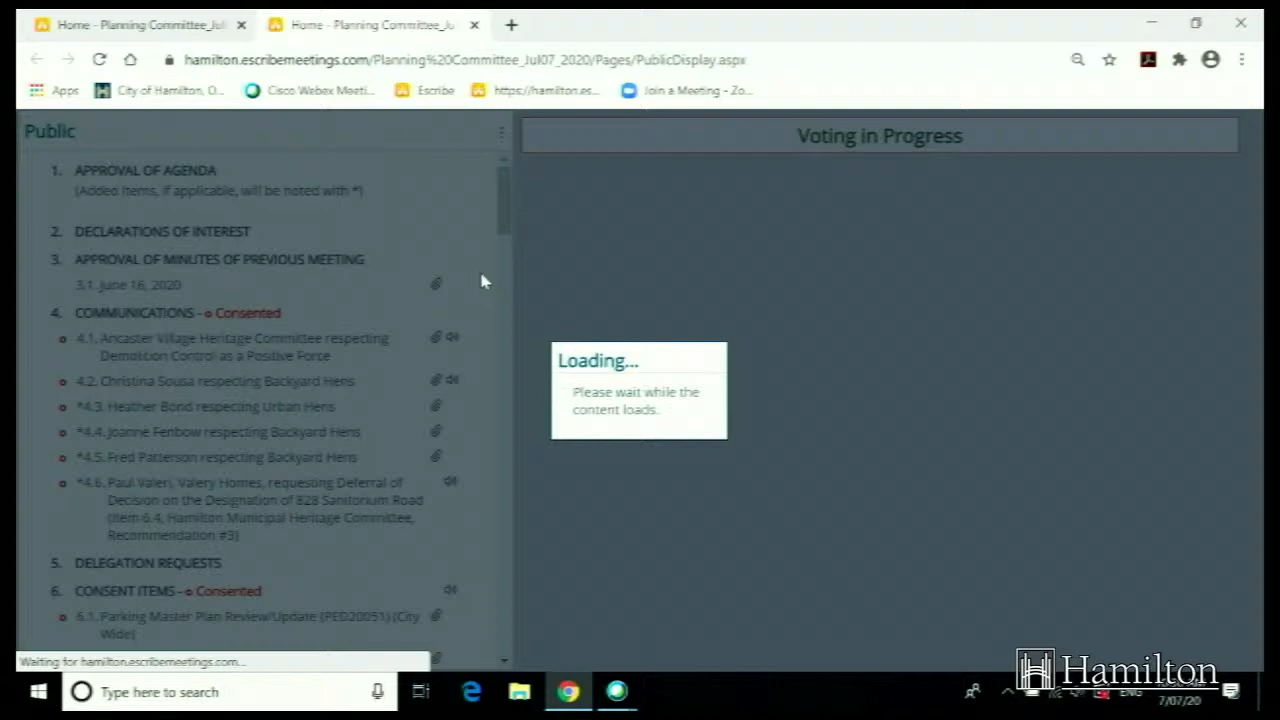 Home - Planning Committee_Jul
Home - Planning Committee_Ju
hamilton.escribemeetings.com/Planning%20Committee_Jul07_2020/Pages/PublicDisplay.aspx
Apps
City of Hamilton, O...
Cisco Webex Meeti...
Escribe
https://hamilton.es...
Join a Meeting - Zo...
Public
Voting in Progress
1. APPROVAL OF AGENDA
(Added Items, if applicable, will be noted with *)
2. DECLARATIONS OF INTEREST
3. APPROVAL OF MINUTES OF PREVIOUS MEETING
3.1. June 16, 2020
4. COMMUNICATIONS - Consented
4.1. Ancaster Village Heritage Committee respecting
Demolition Control as a Positive Force
4.2. Christina Sousa respecting Backyard Hens
*4.3. Heather Bond respecting Urban Hens
*4.4. Joanne Fenbow respecting Backyard Hens
*4.5. Fred Patterson respecting Backyard Hens
*4.6. Paul Valeri, Valery Homes, requesting Deferral of
Decision on the Designation of 828 Sanitorium Road
(Item 6.4, Hamilton Municipal Heritage Committee,
Recommendation #3)
5. DELEGATION REQUESTS
6. CONSENT ITEMS - Consented
6.1. Parking Master Plan Review/Update (PED20051) (City
Wide)
Loading...
Please wait while the
content loads.
Waiting for hamilton.escribemeetings.com...
Type here to search
ENG
7/07/20
Hamilton